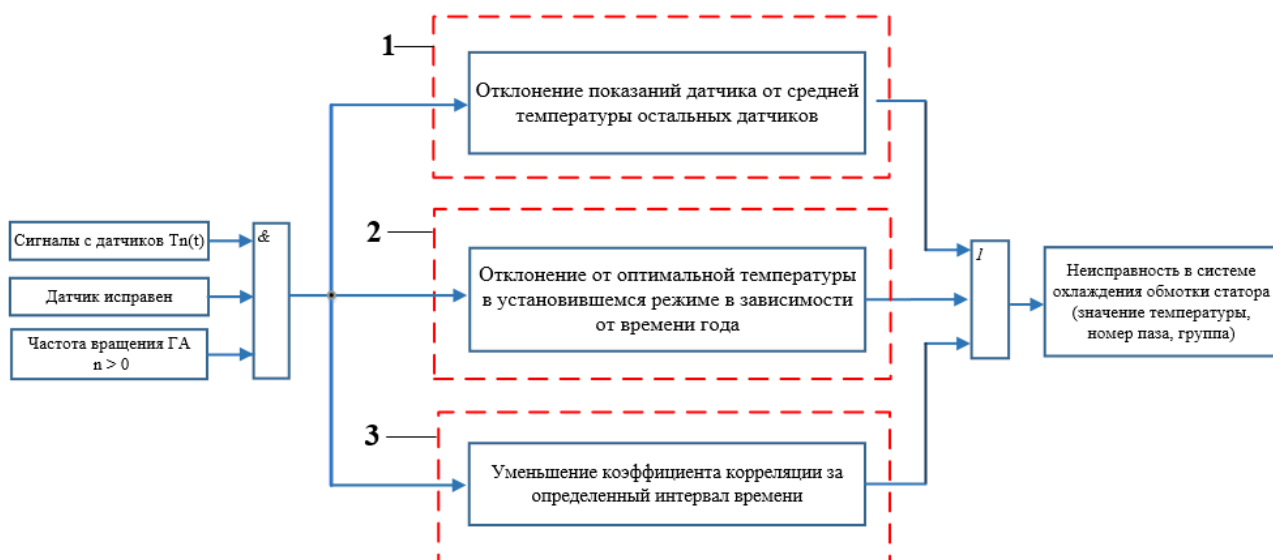 1
Отклонение показаний датчика от средней
температуры остальных датчиков
Сигналы с датчиков Tn(t)
Датчик исправен
Частота вращения ГА
n > 0
&
2
Отклонение от оптимальной температуры
в установившемся режиме в зависимости
от времени года
1
Неисправность в системе
охлаждения обмотки статора
(значение температуры,
номер паза, группа)
3
Уменьшение коэффициента корреляции за
определенный интервал времени